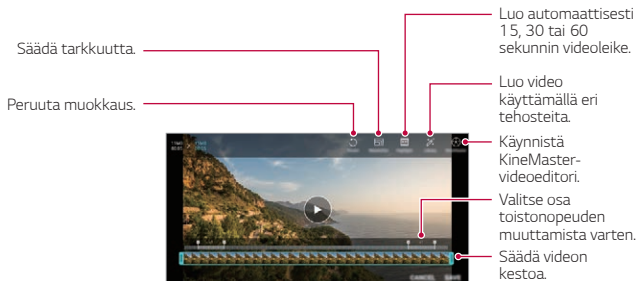 Säädä tarkkuutta.
Peruuta muokkaus.
Luo automaattisesti
15, 30 tai 60
sekunnin videoleike.
Luo video
käyttämällä eri
tehosteita.
Käynnistä
KineMaster-
videoeditori.
Valitse osa
toistonopeuden
muuttamista varten.
Säädä videon
kestoa.
CANCEL SAVE